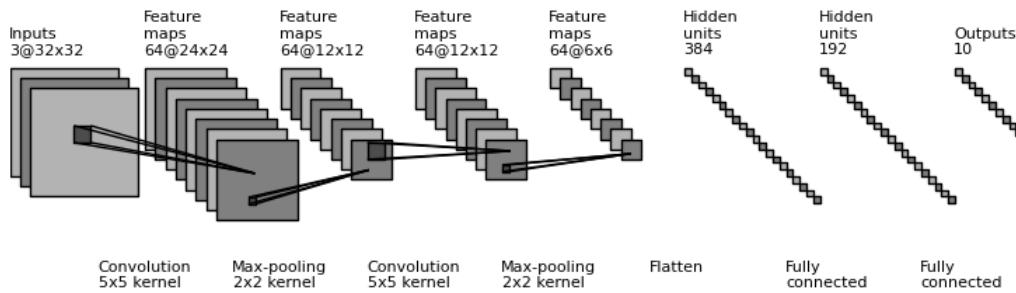 Inputs
3@32x32
Feature
maps
64@24x24
Feature
maps
64@12x12
Feature
maps
64@12x12
Feature
maps
64@6x6
Hidden
units
384
Hidden
units
192
Outputs
10
Convolution
5x5 kernel
Max-pooling
2x2 kernel
Convolution
5x5 kernel
Max-pooling
2x2 kernel
Flatten
Fully
connected
Fully
connected